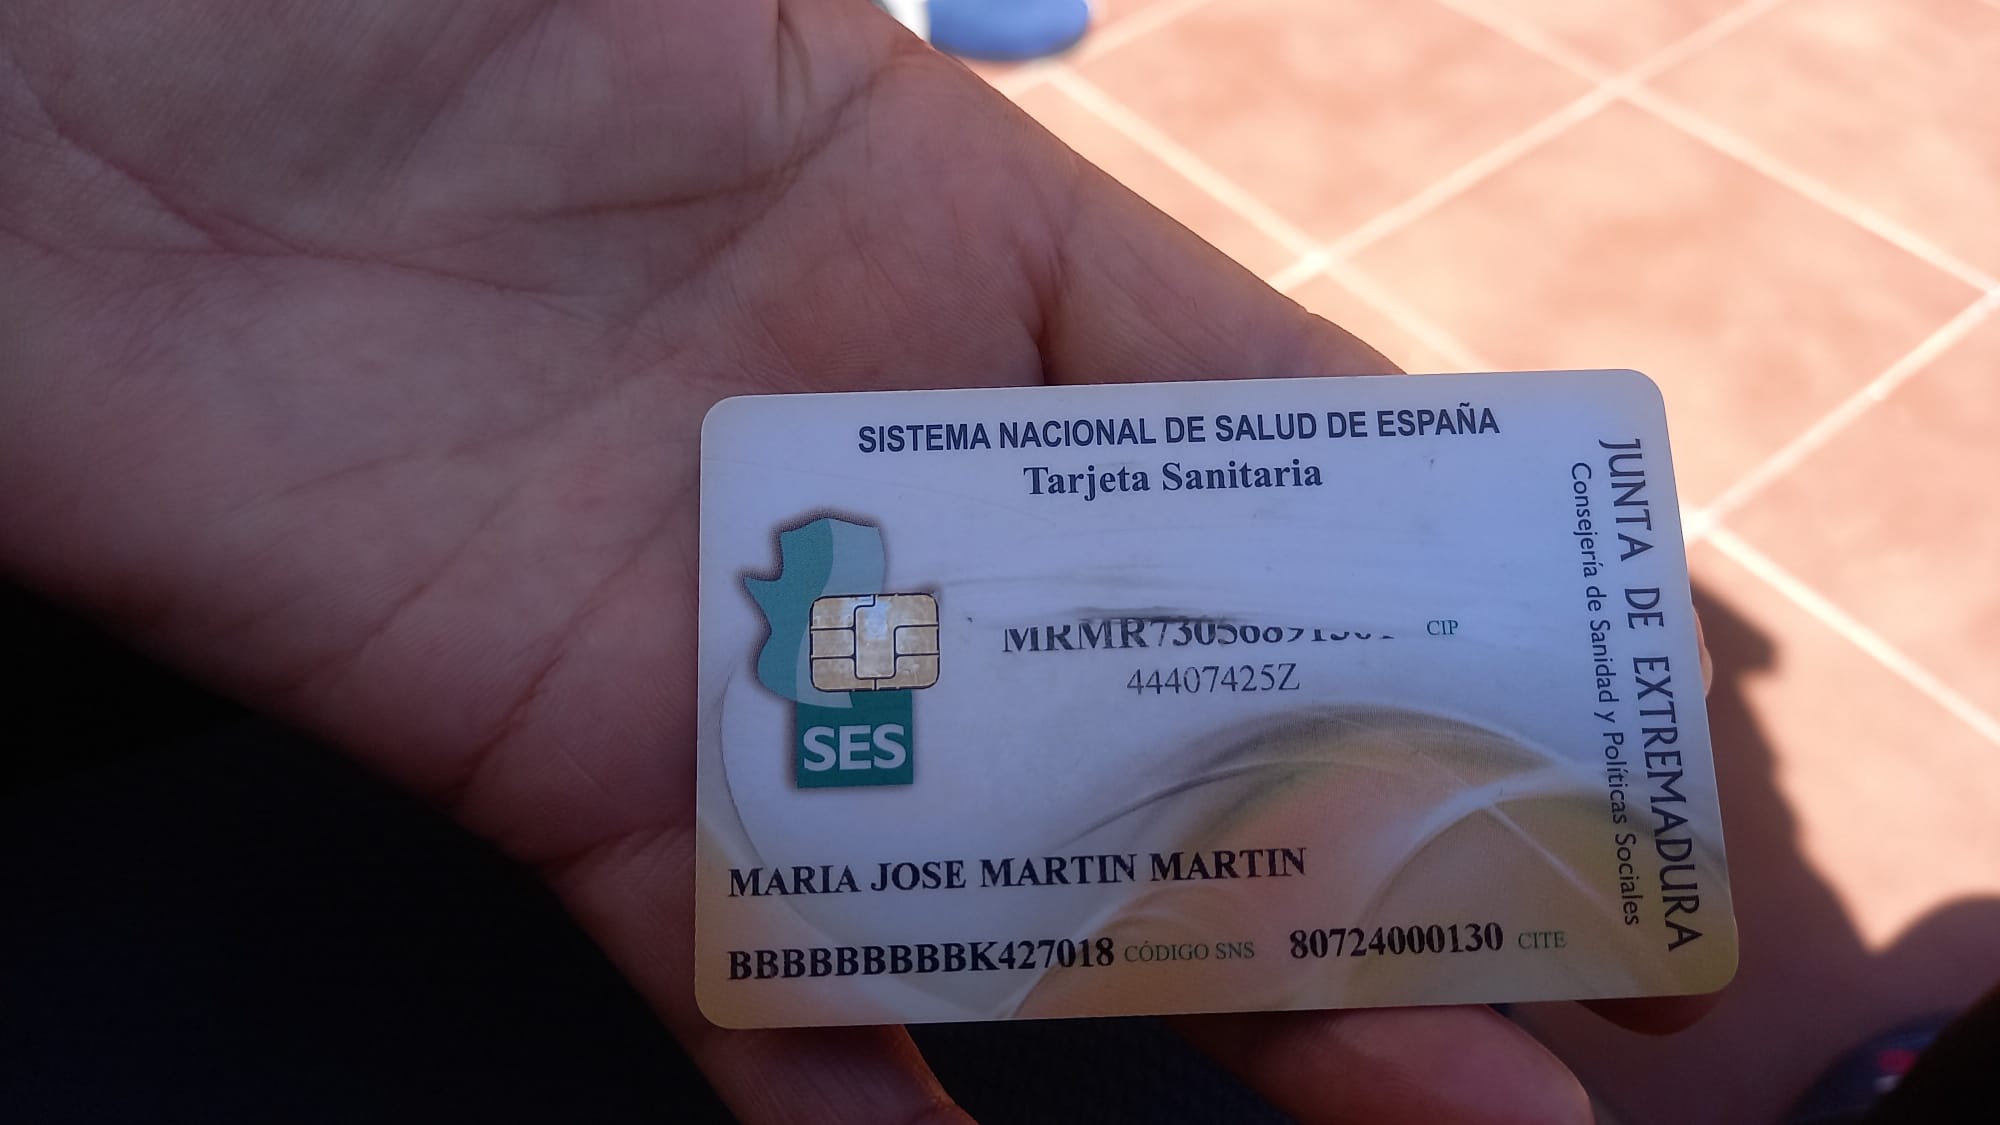 SISTEMA NACIONAL DE SALUD DE ESPAÑA
Tarjeta Sanitaria
CIP
44407425Z
SES
MARIA JOSE MARTIN MARTIN
BBBBBBBBBK427018 CÓDIGO SNS 80724000130 CITE
JUNTA DE EXTREMADURA
Consejería de Sanidad y Políticas Sociales